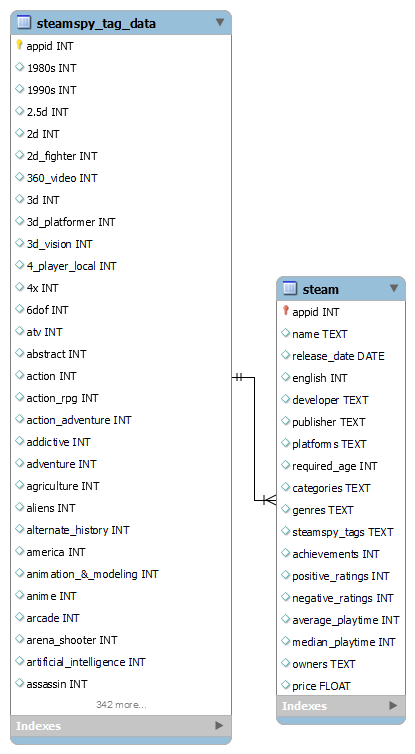 steamspy_tag_data
appid INT
1980s INT
1990s INT
2.5d INT
2d INT
2d_fighter INT
360_video INT
3d INT
3d_platformer INT
3d_vision INT
4_player_local INT
4x INT
6dof INT
atv INT
abstract INT
action INT
action_rpg INT
action_adventure INT
addictive INT
adventure INT
agriculture INT
aliens INT
alternate_history INT
america INT
animation_&_modeling INT
anime INT
arcade INT
arena_shooter INT
artificial_intelligence INT
assassin INT
342 more...
Indexes
steam
appid INT
name TEXT
release_date DATE
english INT
developer TEXT
publisher TEXT
platforms TEXT
required_age INT
categories TEXT
genres TEXT
steamspy_tags TEXT
achievements INT
positive_ratings INT
negative_ratings INT
average_playtime INT
median_playtime INT
owners TEXT
price FLOAT
Indexes